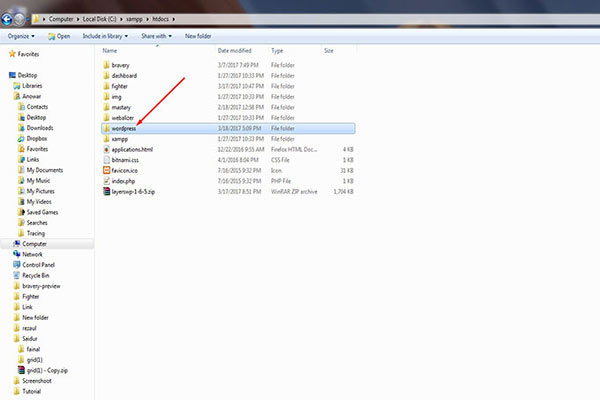 Computer Local Disk (C:) xampp htdocs
Organize Open Include in library Share with New folder
Name Date modified Type Size
Favorites
Desktop
Libraries
Anowar
Contacts
Desktop
Downloads
Dropbox
Favorites
Links
My Documents
My Music
My Pictures
My Videos
Saved Games
Searches
Tracing
Computer
Network
Control Panel
Recycle Bin
bravery-preview
Fighter
Link
New folder
rezaul
Saidur
fainal
grid(1)
grid(1) - Copy.zip
Screenshoot
Tutorial
bravery 3/7/2017 7:49 PM File folder
dashboard 1/27/2017 10:33 PM File folder
fighter 3/4/2017 10:17 PM File folder
img 1/27/2017 10:33 PM File folder
mastery 2/18/2017 12:58 PM File folder
webalizer 1/27/2017 10:33 PM File folder
wordpress 3/18/2017 5:09 PM File folder
xampp 1/27/2017 10:33 PM File folder
applications.html 12/22/2016 9:55 AM Firefox HTML Doc... 4 KB
bitnami.css 4/1/2016 8:04 PM CSS File 1 KB
favicon.ico 7/16/2015 9:32 PM Icon 31 KB
index.php 7/16/2015 9:32 PM PHP File 1 KB
layerswp-1-6-5.zip 3/17/2017 8:51 PM WinRAR ZIP archive 1,704 KB